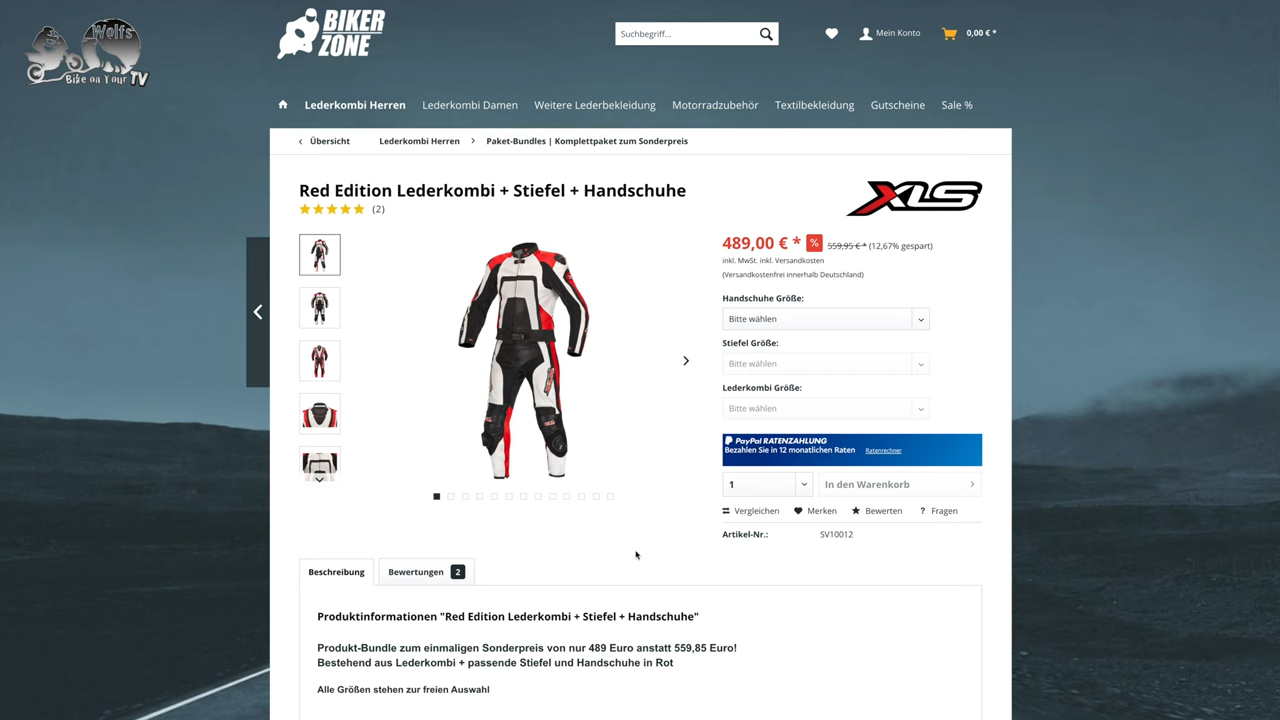 Wolfs
Bike on Tour TV
BIKER
ZONE
Suchbegriff...
Mein Konto
0,00 € *
Lederkombi Herren
Lederkombi Damen
Weitere Lederbekleidung
Motorradzubehör
Textilbekleidung
Gutscheine
Sale %
Übersicht
Lederkombi Herren
Paket-Bundles | Komplettpaket zum Sonderpreis
Red Edition Lederkombi + Stiefel + Handschuhe
(2)
XLS
489,00 € * % 559,95 € * (12,67% gespart)
inkl. MwSt. inkl. Versandkosten
(Versandkostenfrei innerhalb Deutschland)
Handschuhe Größe:
Bitte wählen
Stiefel Größe:
Bitte wählen
Lederkombi Größe:
Bitte wählen
PayPal RATENZAHLUNG
Bezahlen Sie in 12 monatlichen Raten Ratenrechner
1
In den Warenkorb
Vergleichen
Merken
Bewerten
? Fragen
Artikel-Nr.: SV10012
Beschreibung
Bewertungen 2
Produktinformationen "Red Edition Lederkombi + Stiefel + Handschuhe"
Produkt-Bundle zum einmaligen Sonderpreis von nur 489 Euro anstatt 559,85 Euro!
Bestehend aus Lederkombi + passende Stiefel und Handschuhe in Rot
Alle Größen stehen zur freien Auswahl